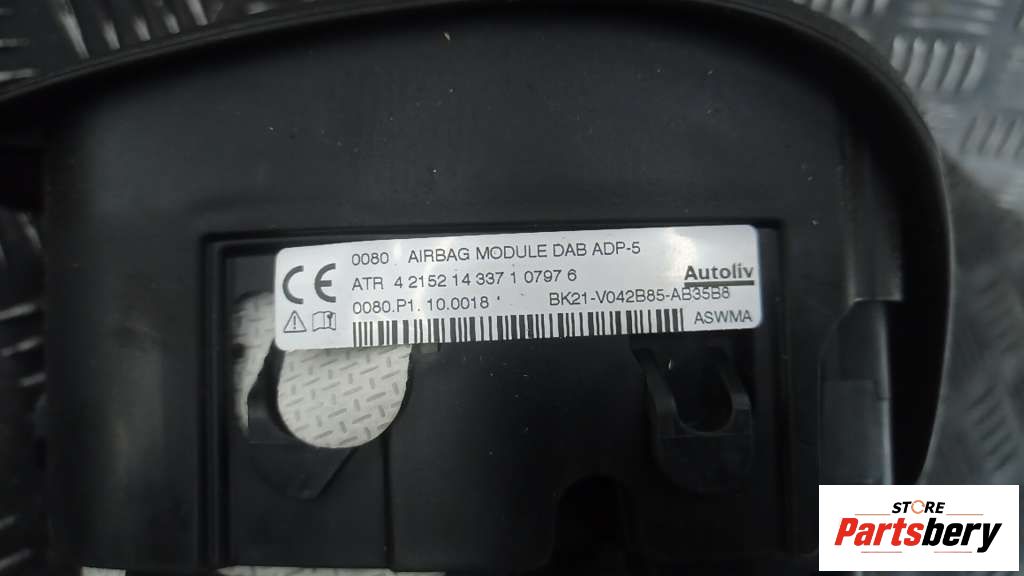 0080 AIRBAG MODULE DAB ADP-5
ATR 4 2152 14 337 1 0797 6
Autoliv
0080.P1. 10.0018 BK21-V042B85-AB35B8
ASWMA
STORE
Partsbery